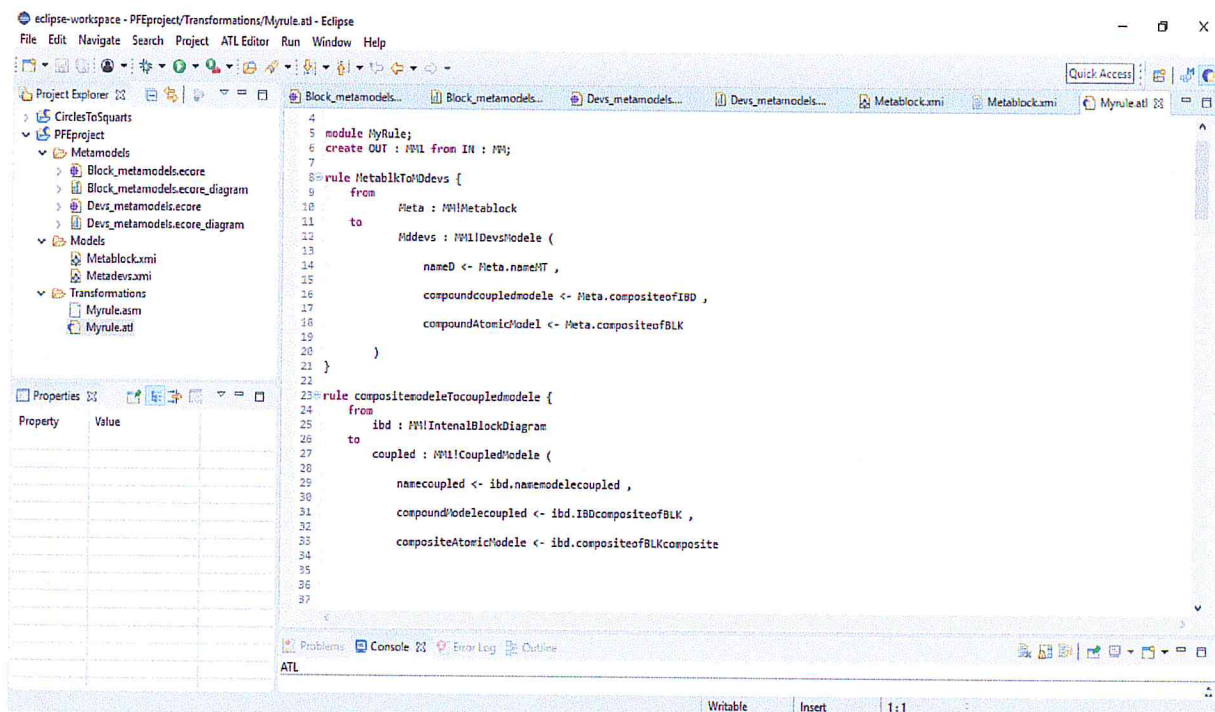 eclipse-workspace - PFEproject/Transformations/Myrule.atl - Eclipse
File Edit Navigate Search Project ATL Editor Run Window Help
Quick Access
Project Explorer
Block_metamodels... Block_metamodels... Devs_metamodels.... Devs_metamodels.... Metablock.xmi Metablock.xmi Myrule.atl
CirclesToSquarts
PFEproject
Metamodels
Block_metamodels.ecore
Block_metamodels.ecore_diagram
Devs_metamodels.ecore
Devs_metamodels.ecore_diagram
Models
Metablock.xmi
Metadevs.xmi
Transformations
Myrule.asm
Myrule.atl
Properties
Property Value
4
5 module MyRule;
6 create OUT : MM1 from IN : MM;
7
8 rule MetablkToMDdevs {
9 from
10 Meta : MM!Metablock
11 to
12 Mddevs : MM1!DevsModele (
13
14 nameD <- Meta.nameMT ,
15
16 compoundcoupledmodele <- Meta.compositeofIBD ,
17
18 compoundAtomicModel <- Meta.compositeofBLK
19
20 )
21 }
22
23 rule compositemodeleTocoupledmodele {
24 from
25 ibd : MM!IntenalBlockDiagram
26 to
27 coupled : MM1!CoupledModele (
28
29 namecoupled <- ibd.namemodelecoupled ,
30
31 compoundModelecoupled <- ibd.IBDcompositeofBLK ,
32
33 compositeAtomicModele <- ibd.compositeofBLKcomposite
34
35
36
37
Problems Console Error Log Outline
ATL
Writable Insert 1:1